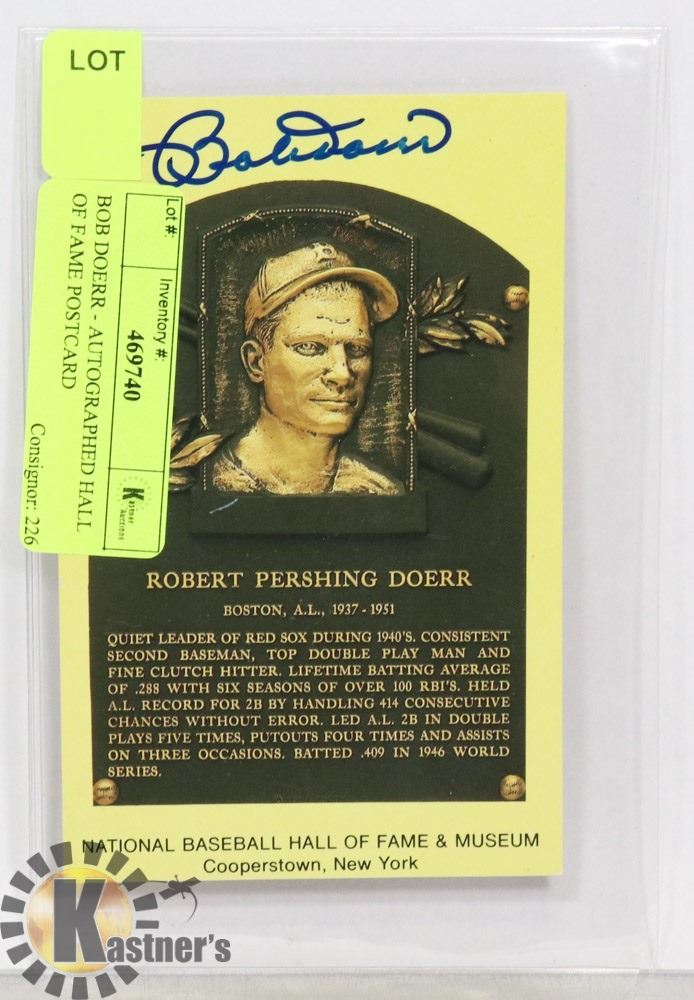 LOT
Lot #:
Inventory #:
469740
Kastner
Auctions
BOB DOERR - AUTOGRAPHED HALL
OF FAME POSTCARD
Consignor: 226
Bob Doerr
B
ROBERT PERSHING DOERR
BOSTON, A.L., 1937 - 1951
QUIET LEADER OF RED SOX DURING 1940'S. CONSISTENT
SECOND BASEMAN, TOP DOUBLE PLAY MAN AND
FINE CLUTCH HITTER. LIFETIME BATTING AVERAGE
OF .288 WITH SIX SEASONS OF OVER 100 RBI'S. HELD
A.L. RECORD FOR 2B BY HANDLING 414 CONSECUTIVE
CHANCES WITHOUT ERROR. LED A.L. 2B IN DOUBLE
PLAYS FIVE TIMES, PUTOUTS FOUR TIMES AND ASSISTS
ON THREE OCCASIONS. BATTED .409 IN 1946 WORLD
SERIES.
NATIONAL BASEBALL HALL OF FAME & MUSEUM
Cooperstown, New York
Kastner's